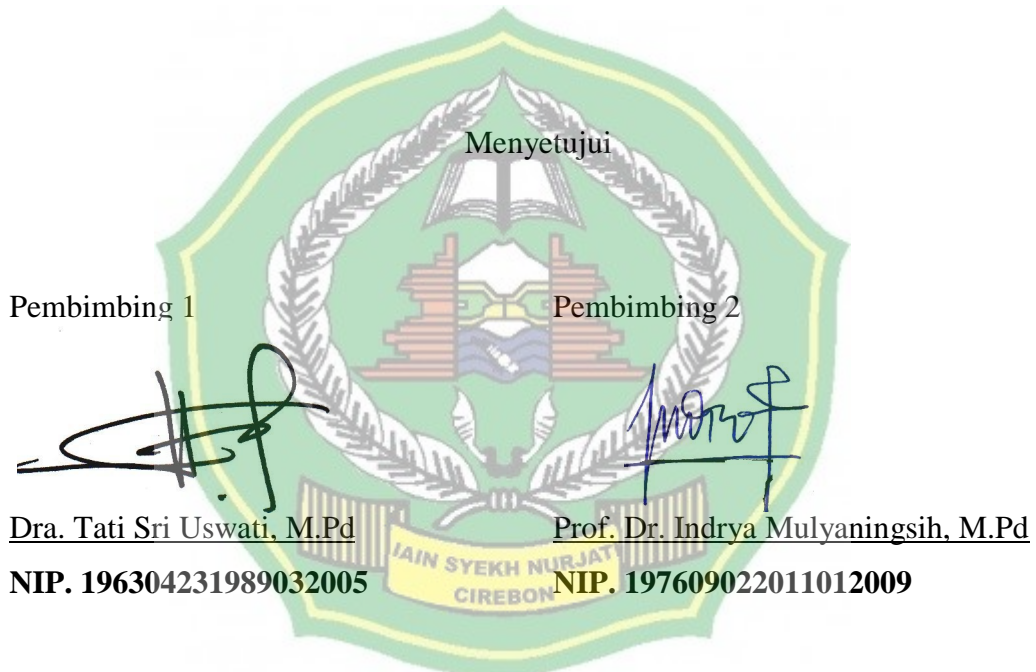 Menyetujui
Pembimbing 1 Pembimbing 2
Dra. Tati Sri Uswati, M.Pd Prof. Dr. Indrya Mulyaningsih, M.Pd
NIP. 196304231989032005 NIP. 197609022011012009
IAIN SYEKH NURJATI
CIREBON